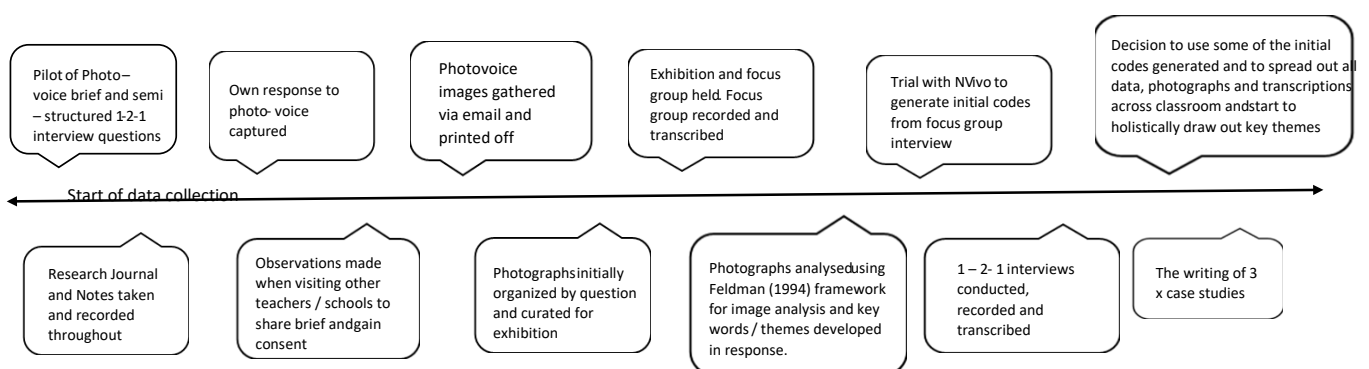 Pilot of Photo–
voice brief and semi
– structured 1-2-1
interview questions
Own response to
photo- voice
captured
Photovoice
images gathered
via email and
printed off
Exhibition and focus
group held. Focus
group recorded and
transcribed
Trial with NVivo to
generate initial codes
from focus group
interview
Decision to use some of the initial
codes generated and to spread out all
data, photographs and transcriptions
across classroom andstart to
holistically draw out key themes
Start of data collection
Research Journal
and Notes taken
and recorded
throughout
Observations made
when visiting other
teachers / schools to
share brief andgain
consent
Photographsinitially
organized by question
and curated for
exhibition
Photographs analysedusing
Feldman (1994) framework
for image analysis and key
words / themes developed
in response.
1 – 2- 1 interviews
conducted,
recorded and
transcribed
The writing of 3
x case studies